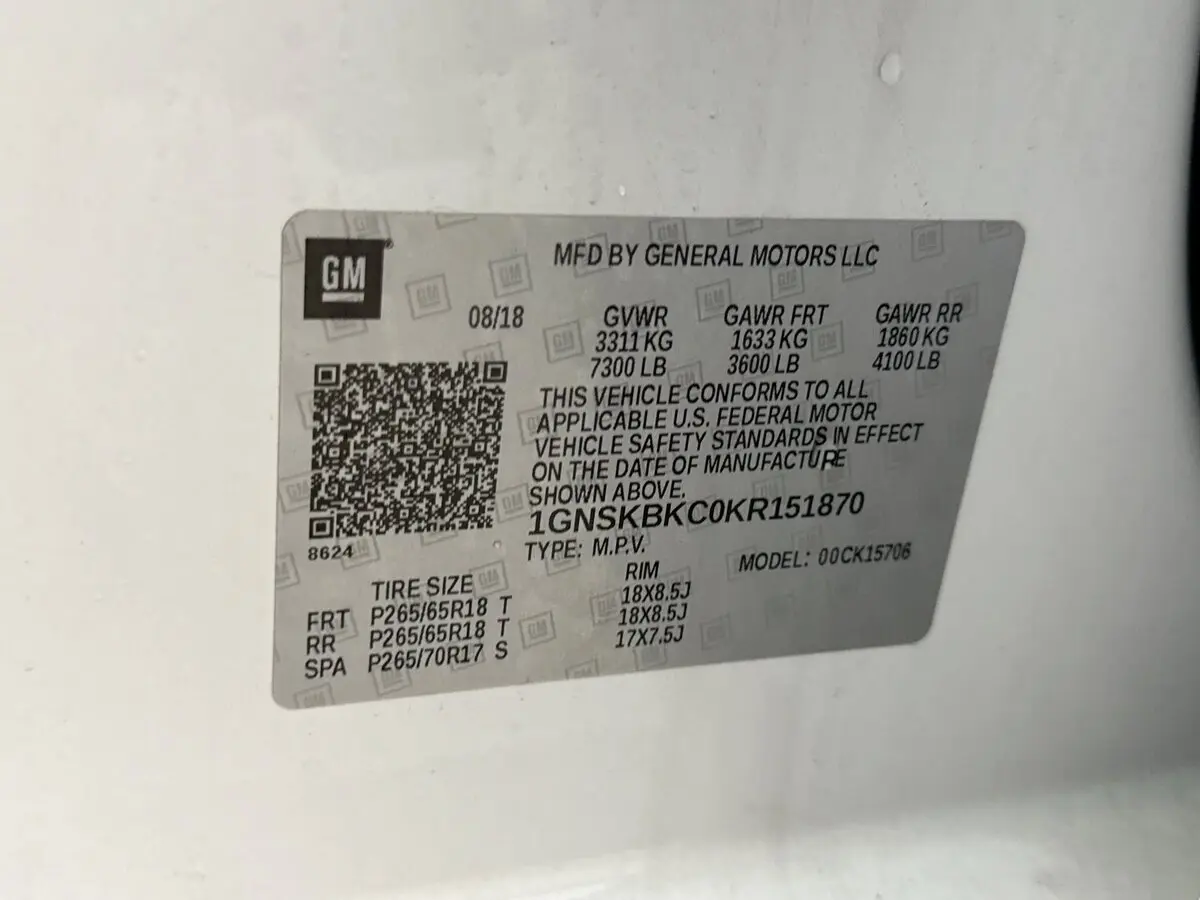 GM
MFD BY GENERAL MOTORS LLC
08/18 GVWR GAWR FRT GAWR RR
3311 KG 1633 KG 1860 KG
7300 LB 3600 LB 4100 LB
THIS VEHICLE CONFORMS TO ALL
APPLICABLE U.S. FEDERAL MOTOR
VEHICLE SAFETY STANDARDS IN EFFECT
ON THE DATE OF MANUFACTURE
SHOWN ABOVE.
1GNSKBKC0KR151870
8624
TYPE: M.P.V. MODEL: 00CK15706
TIRE SIZE RIM
FRT P265/65R18 T 18X8.5J
RR P265/65R18 T 18X8.5J
SPA P265/70R17 S 17X7.5J